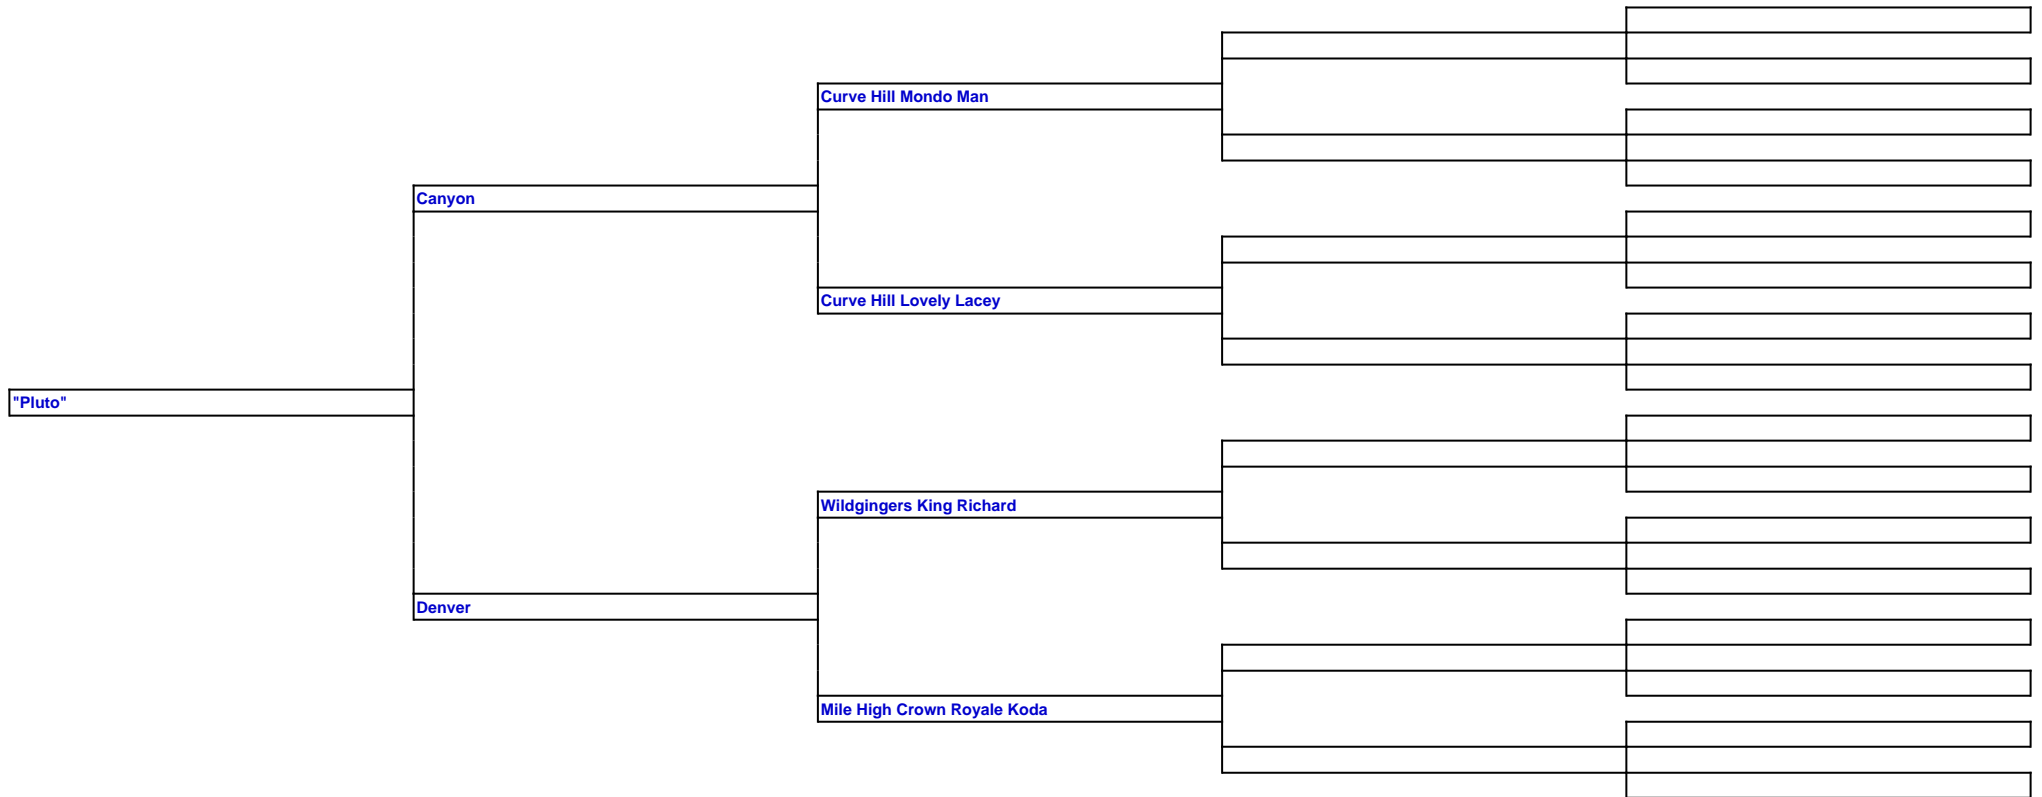 Curve Hill Mondo Man
Canyon
Curve Hill Lovely Lacey
"Pluto"
Wildgingers King Richard
Denver
Mile High Crown Royale Koda